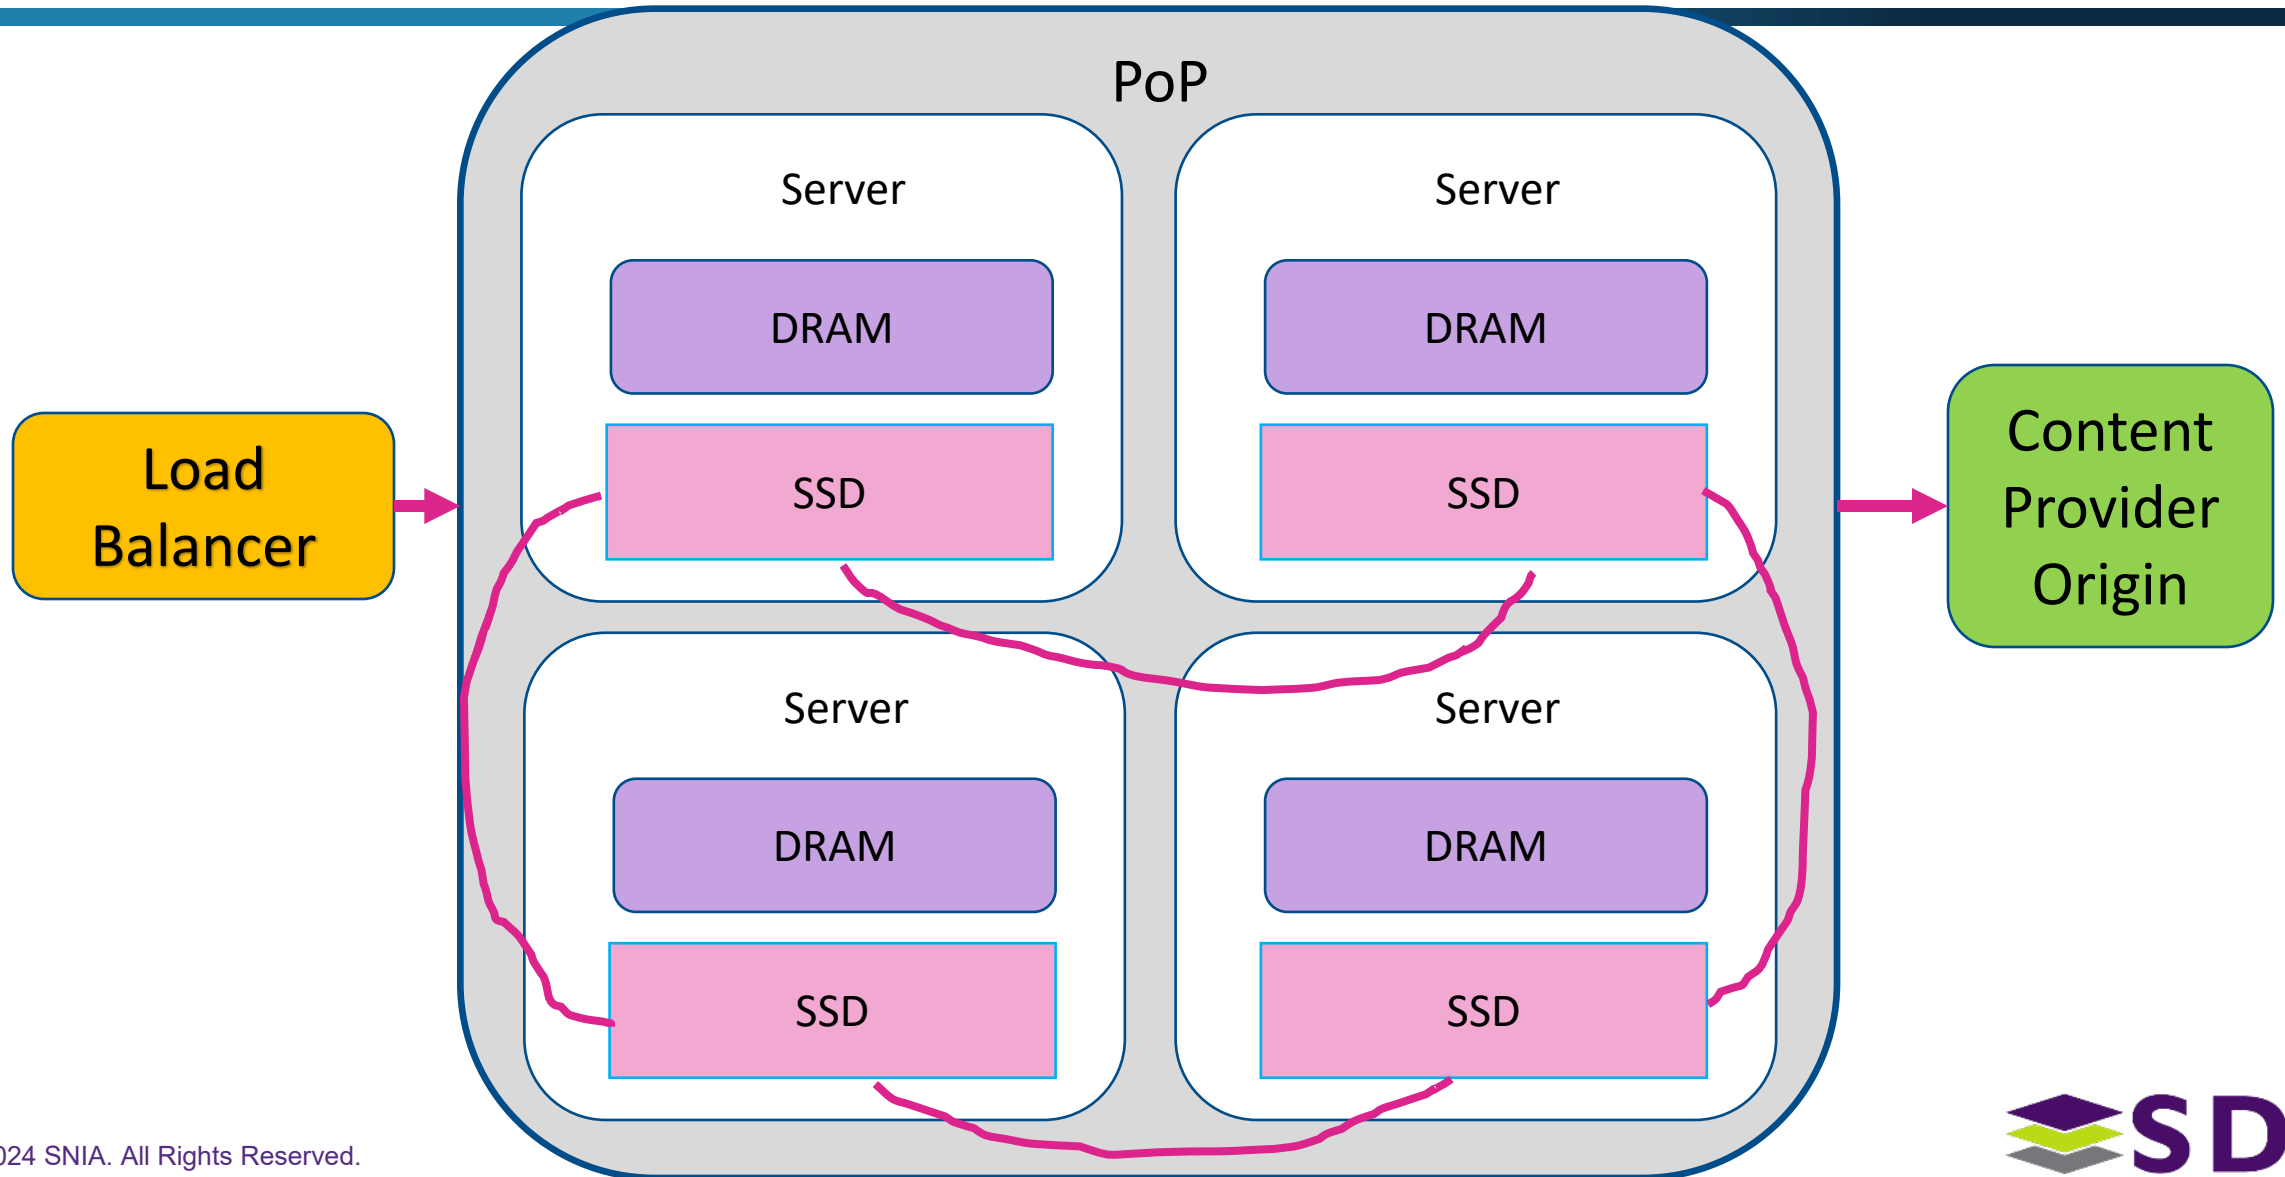 PoP
Server
Server
DRAM
DRAM
Load
Balancer
SSD
SSD
Content
Provider
Origin
Server
Server
DRAM
DRAM
SSD
SSD
024 SNIA. All Rights Reserved.
SD